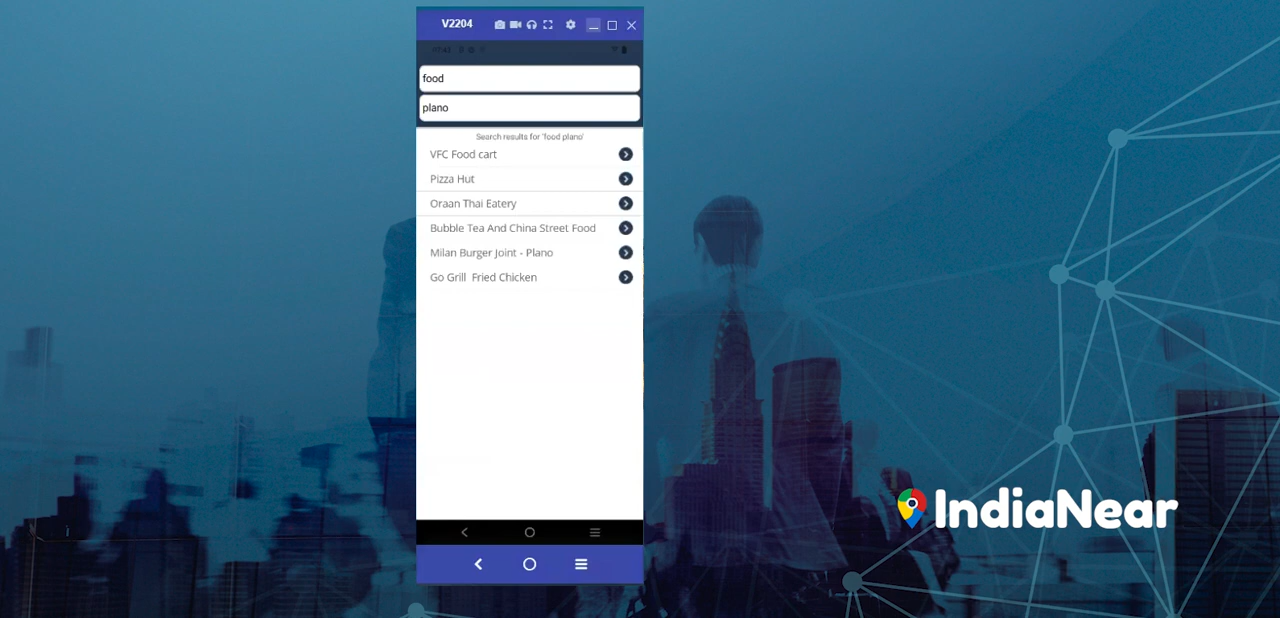 V2204
food
plano
Search results for 'food plano'
VFC Food cart
Pizza Hut
Oraan Thai Eatery
Bubble Tea And China Street Food
Milan Burger Joint - Plano
Go Grill Fried Chicken
IndiaNear